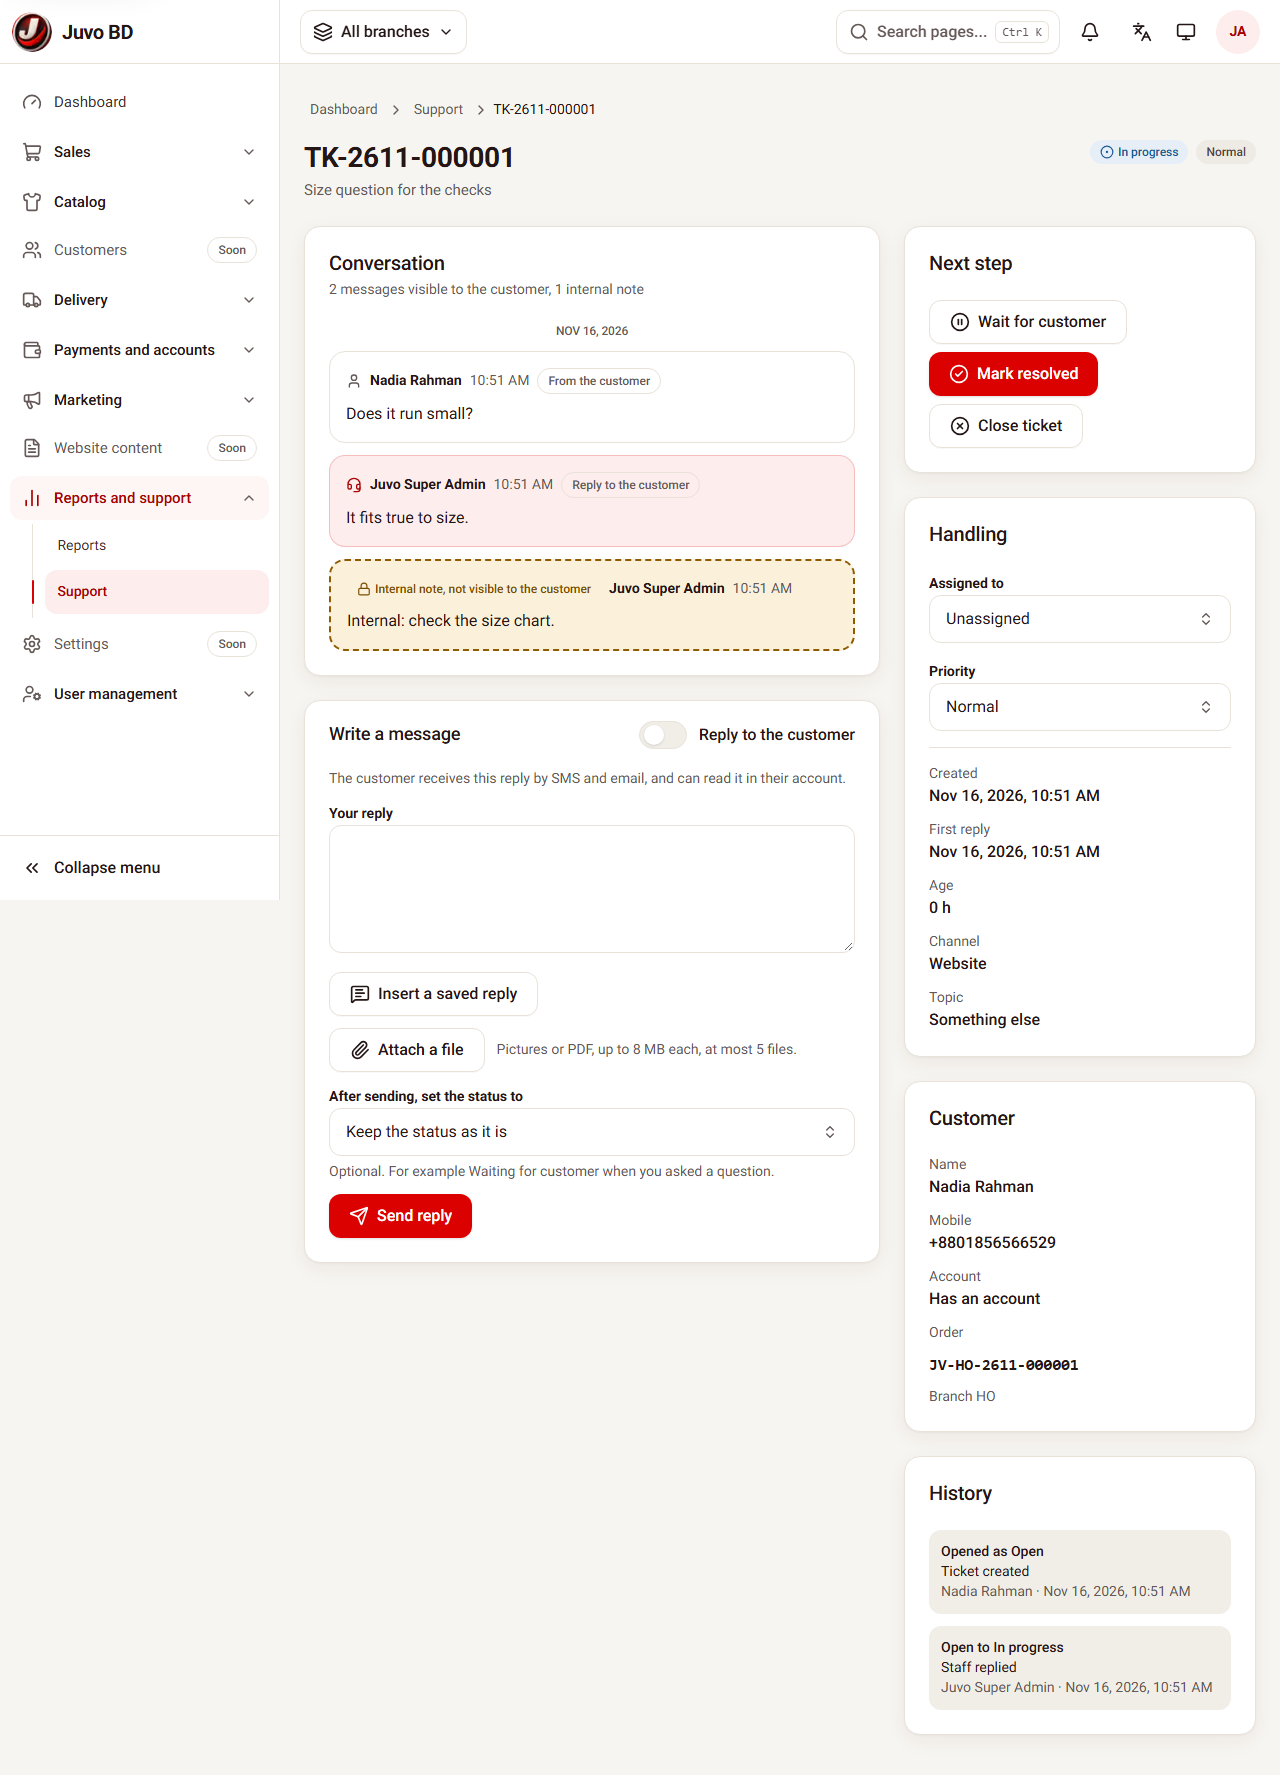 Juvo BD
All branches
Search pages...
Ctrl K
JA
Dashboard
Sales
Catalog
Customers
Soon
Delivery
Payments and accounts
Marketing
Website content
Soon
Reports and support
Reports
Support
Settings
Soon
User management
Collapse menu
Dashboard
Support
TK-2611-000001
TK-2611-000001
In progress
Normal
Size question for the checks
Conversation
2 messages visible to the customer, 1 internal note
NOV 16, 2026
Nadia Rahman 10:51 AM From the customer
Does it run small?
Juvo Super Admin 10:51 AM Reply to the customer
It fits true to size.
Internal note, not visible to the customer Juvo Super Admin 10:51 AM
Internal: check the size chart.
Write a message
Reply to the customer
The customer receives this reply by SMS and email, and can read it in their account.
Your reply
Insert a saved reply
Attach a file
Pictures or PDF, up to 8 MB each, at most 5 files.
After sending, set the status to
Keep the status as it is
Optional. For example Waiting for customer when you asked a question.
Send reply
Next step
Wait for customer
Mark resolved
Close ticket
Handling
Assigned to
Unassigned
Priority
Normal
Created
Nov 16, 2026, 10:51 AM
First reply
Nov 16, 2026, 10:51 AM
Age
0 h
Channel
Website
Topic
Something else
Customer
Name
Nadia Rahman
Mobile
+8801856566529
Account
Has an account
Order
JV-HO-2611-000001
Branch HO
History
Opened as Open
Ticket created
Nadia Rahman · Nov 16, 2026, 10:51 AM
Open to In progress
Staff replied
Juvo Super Admin · Nov 16, 2026, 10:51 AM